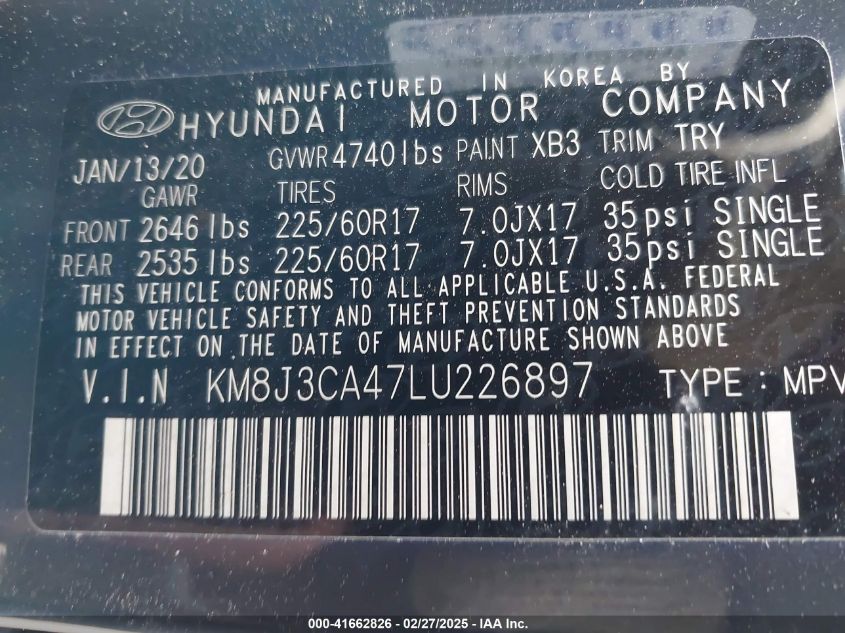 MANUFACTURED IN KOREA BY
HYUNDAI MOTOR COMPANY
JAN/13/20 GVWR 4740 lbs PAINT XB3 TRIM TRY
GAWR TIRES RIMS COLD TIRE INFL
FRONT 2646 lbs 225/60R17 7.0JX17 35psi SINGLE
REAR 2535 lbs 225/60R17 7.0JX17 35psi SINGLE
THIS VEHICLE CONFORMS TO ALL APPLICABLE U.S.A. FEDERAL
MOTOR VEHICLE SAFETY AND THEFT PREVENTION STANDARDS
IN EFFECT ON THE DATE OF MANUFACTURE SHOWN ABOVE
V.I.N KM8J3CA47LU226897 TYPE : MPV
000-41662826 - 02/27/2025 - IAA Inc.